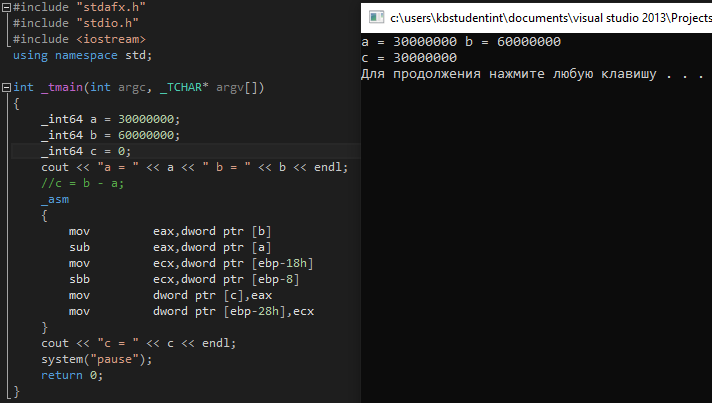 #include "stdafx.h"
#include "stdio.h"
#include <iostream>
using namespace std;
int _tmain(int argc, _TCHAR* argv[])
{
_int64 a = 30000000;
_int64 b = 60000000;
_int64 c = 0;
cout << "a = " << a << " b = " << b << endl;
//c = b - a;
_asm
{
mov eax,dword ptr [b]
sub eax,dword ptr [a]
mov ecx,dword ptr [ebp-18h]
sbb ecx,dword ptr [ebp-8]
mov dword ptr [c],eax
mov dword ptr [ebp-28h],ecx
}
cout << "c = " << c << endl;
system("pause");
return 0;
}
c:\users\kbstudentint\documents\visual studio 2013\Projects
a = 30000000 b = 60000000
c = 30000000
Для продолжения нажмите любую клавишу . . .